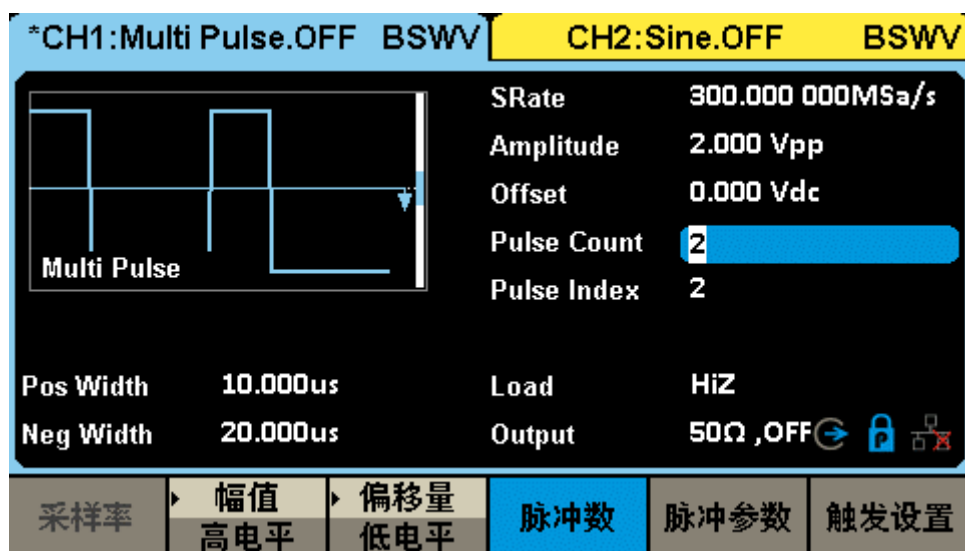 *CH1:Multi Pulse.OFF BSWV
CH2:Sine.OFF BSWV
Multi Pulse
SRate 300.000 000MSa/s
Amplitude 2.000 Vpp
Offset 0.000 Vdc
Pulse Count 2
Pulse Index 2
Pos Width 10.000us
Load HiZ
Neg Width 20.000us
Output 50Ω ,OFF
采样率
幅值
高电平
偏移量
低电平
脉冲数
脉冲参数
触发设置